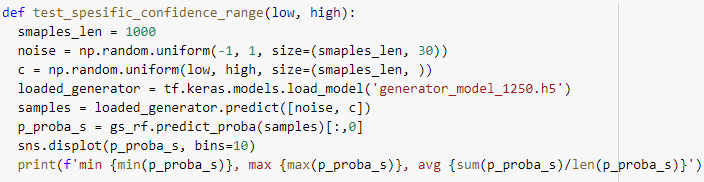 def test_spesific_confidence_range(low, high):
smaples_len = 1000
noise = np.random.uniform(-1, 1, size=(smaples_len, 30))
c = np.random.uniform(low, high, size=(smaples_len, ))
loaded_generator = tf.keras.models.load_model('generator_model_1250.h5')
samples = loaded_generator.predict([noise, c])
p_proba_s = gs_rf.predict_proba(samples)[:,0]
sns.displot(p_proba_s, bins=10)
print(f'min {min(p_proba_s)}, max {max(p_proba_s)}, avg {sum(p_proba_s)/len(p_proba_s)}')